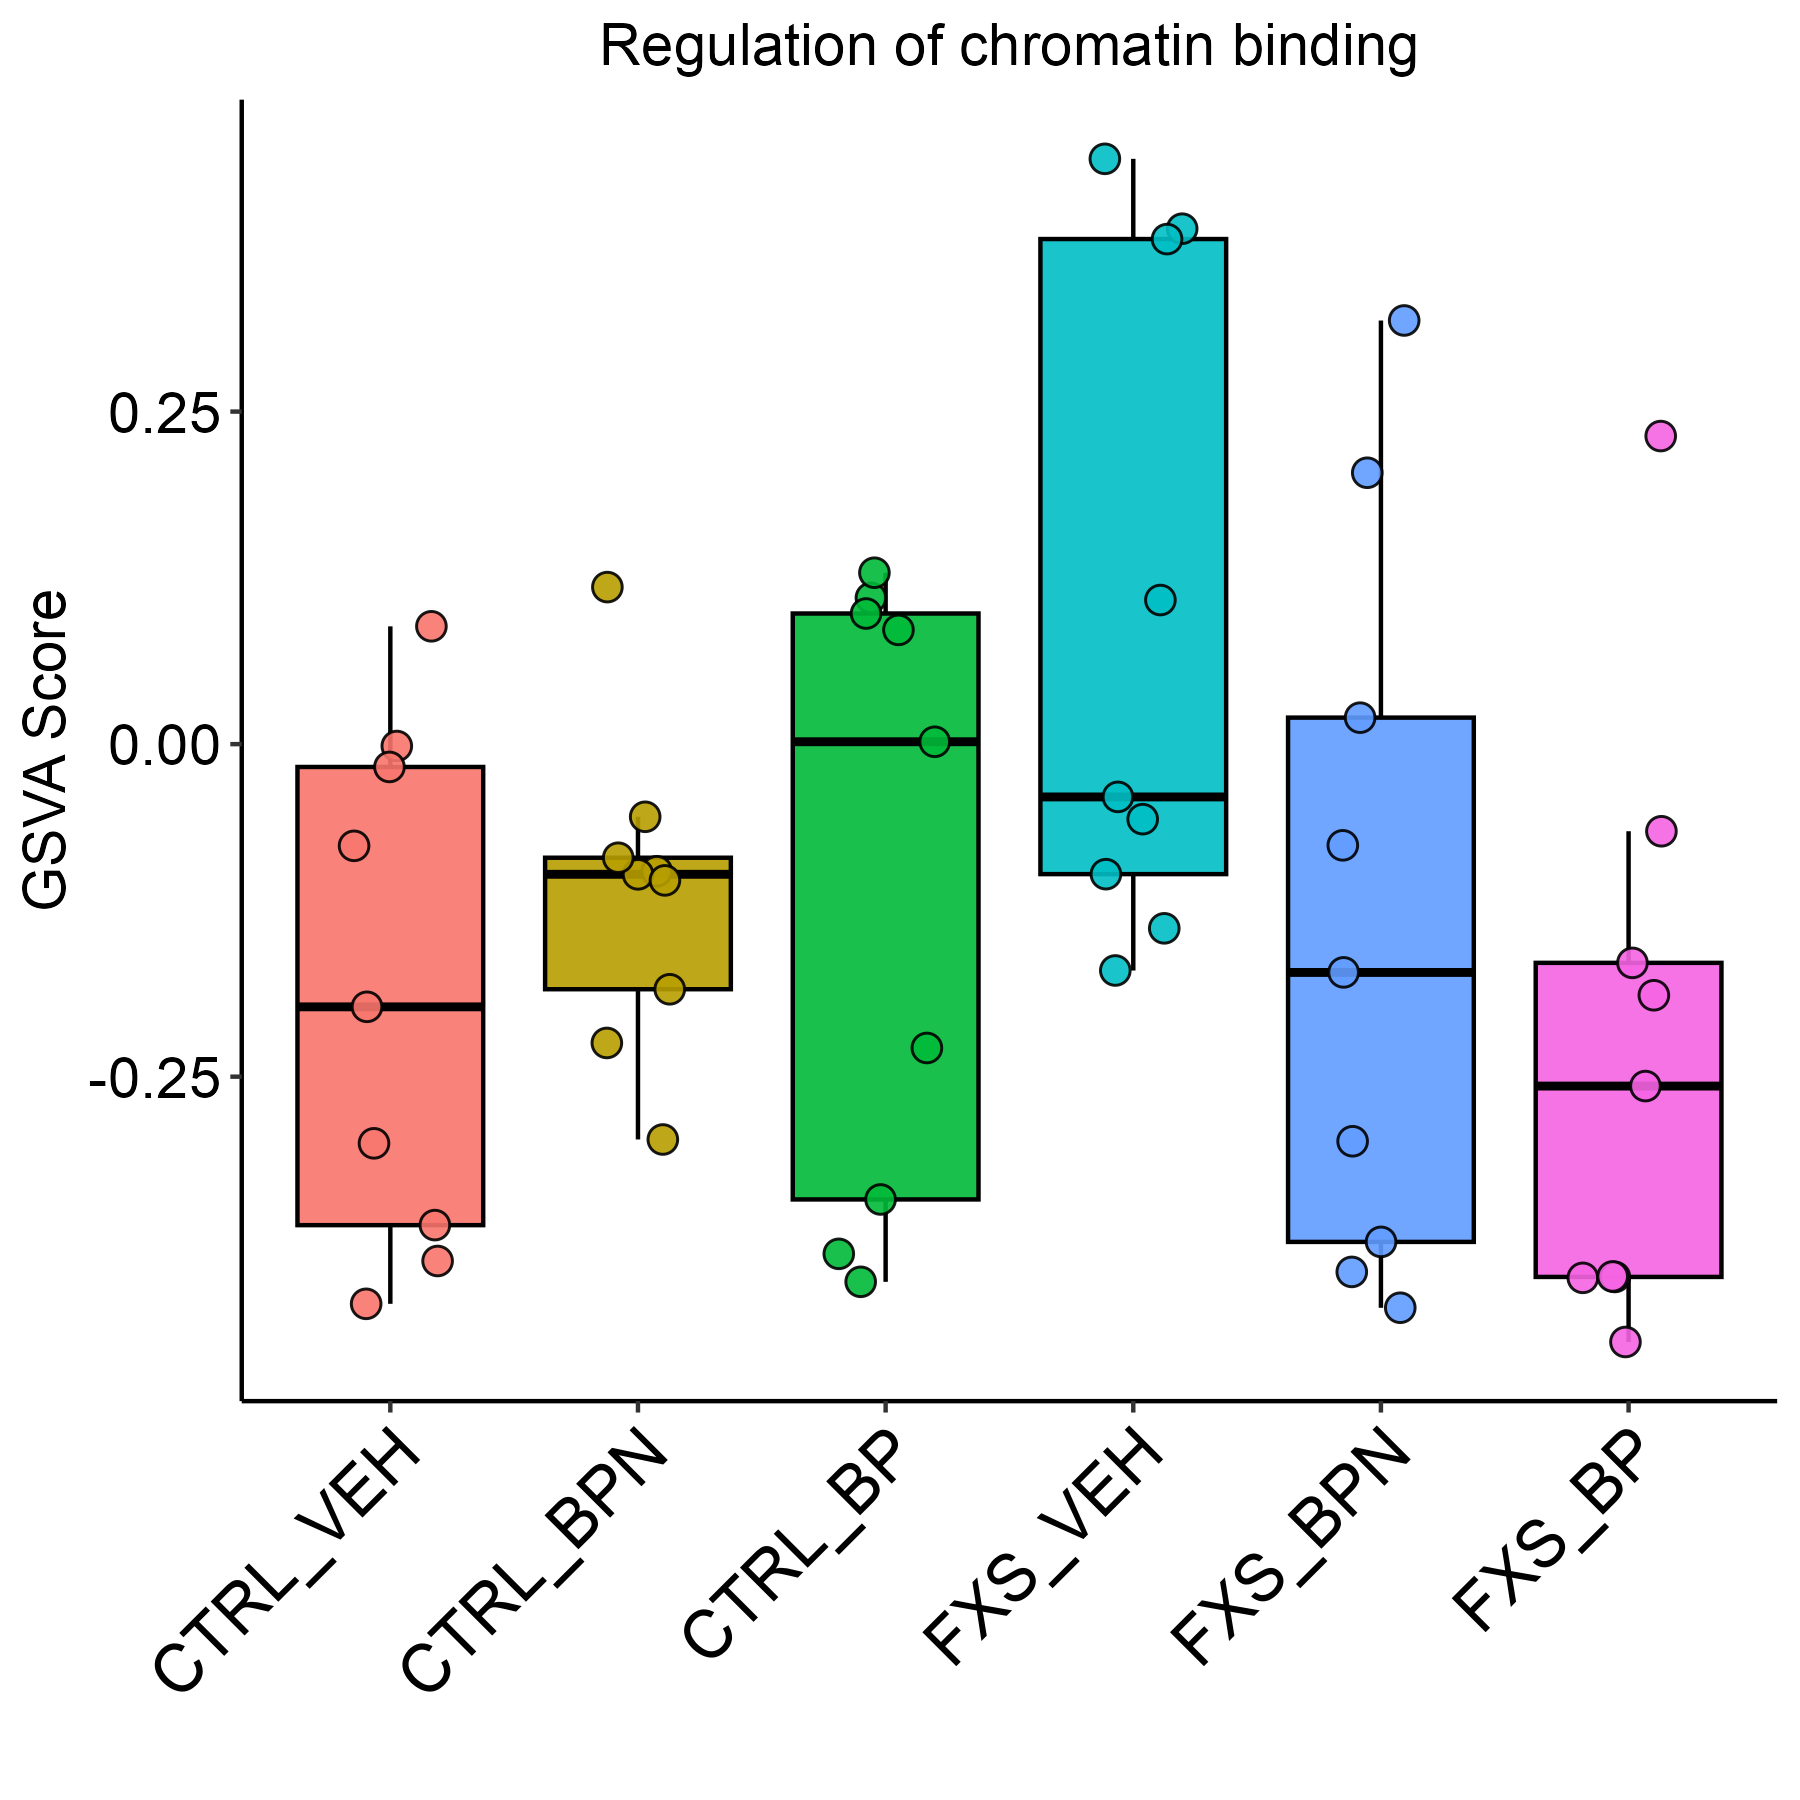 Regulation of chromatin binding
GSVA Score
0.25
0.00
-0.25
CTRL_VEH
CTRL_BPN
CTRL_BP
FXS_VEH
FXS_BPN
FXS_BP